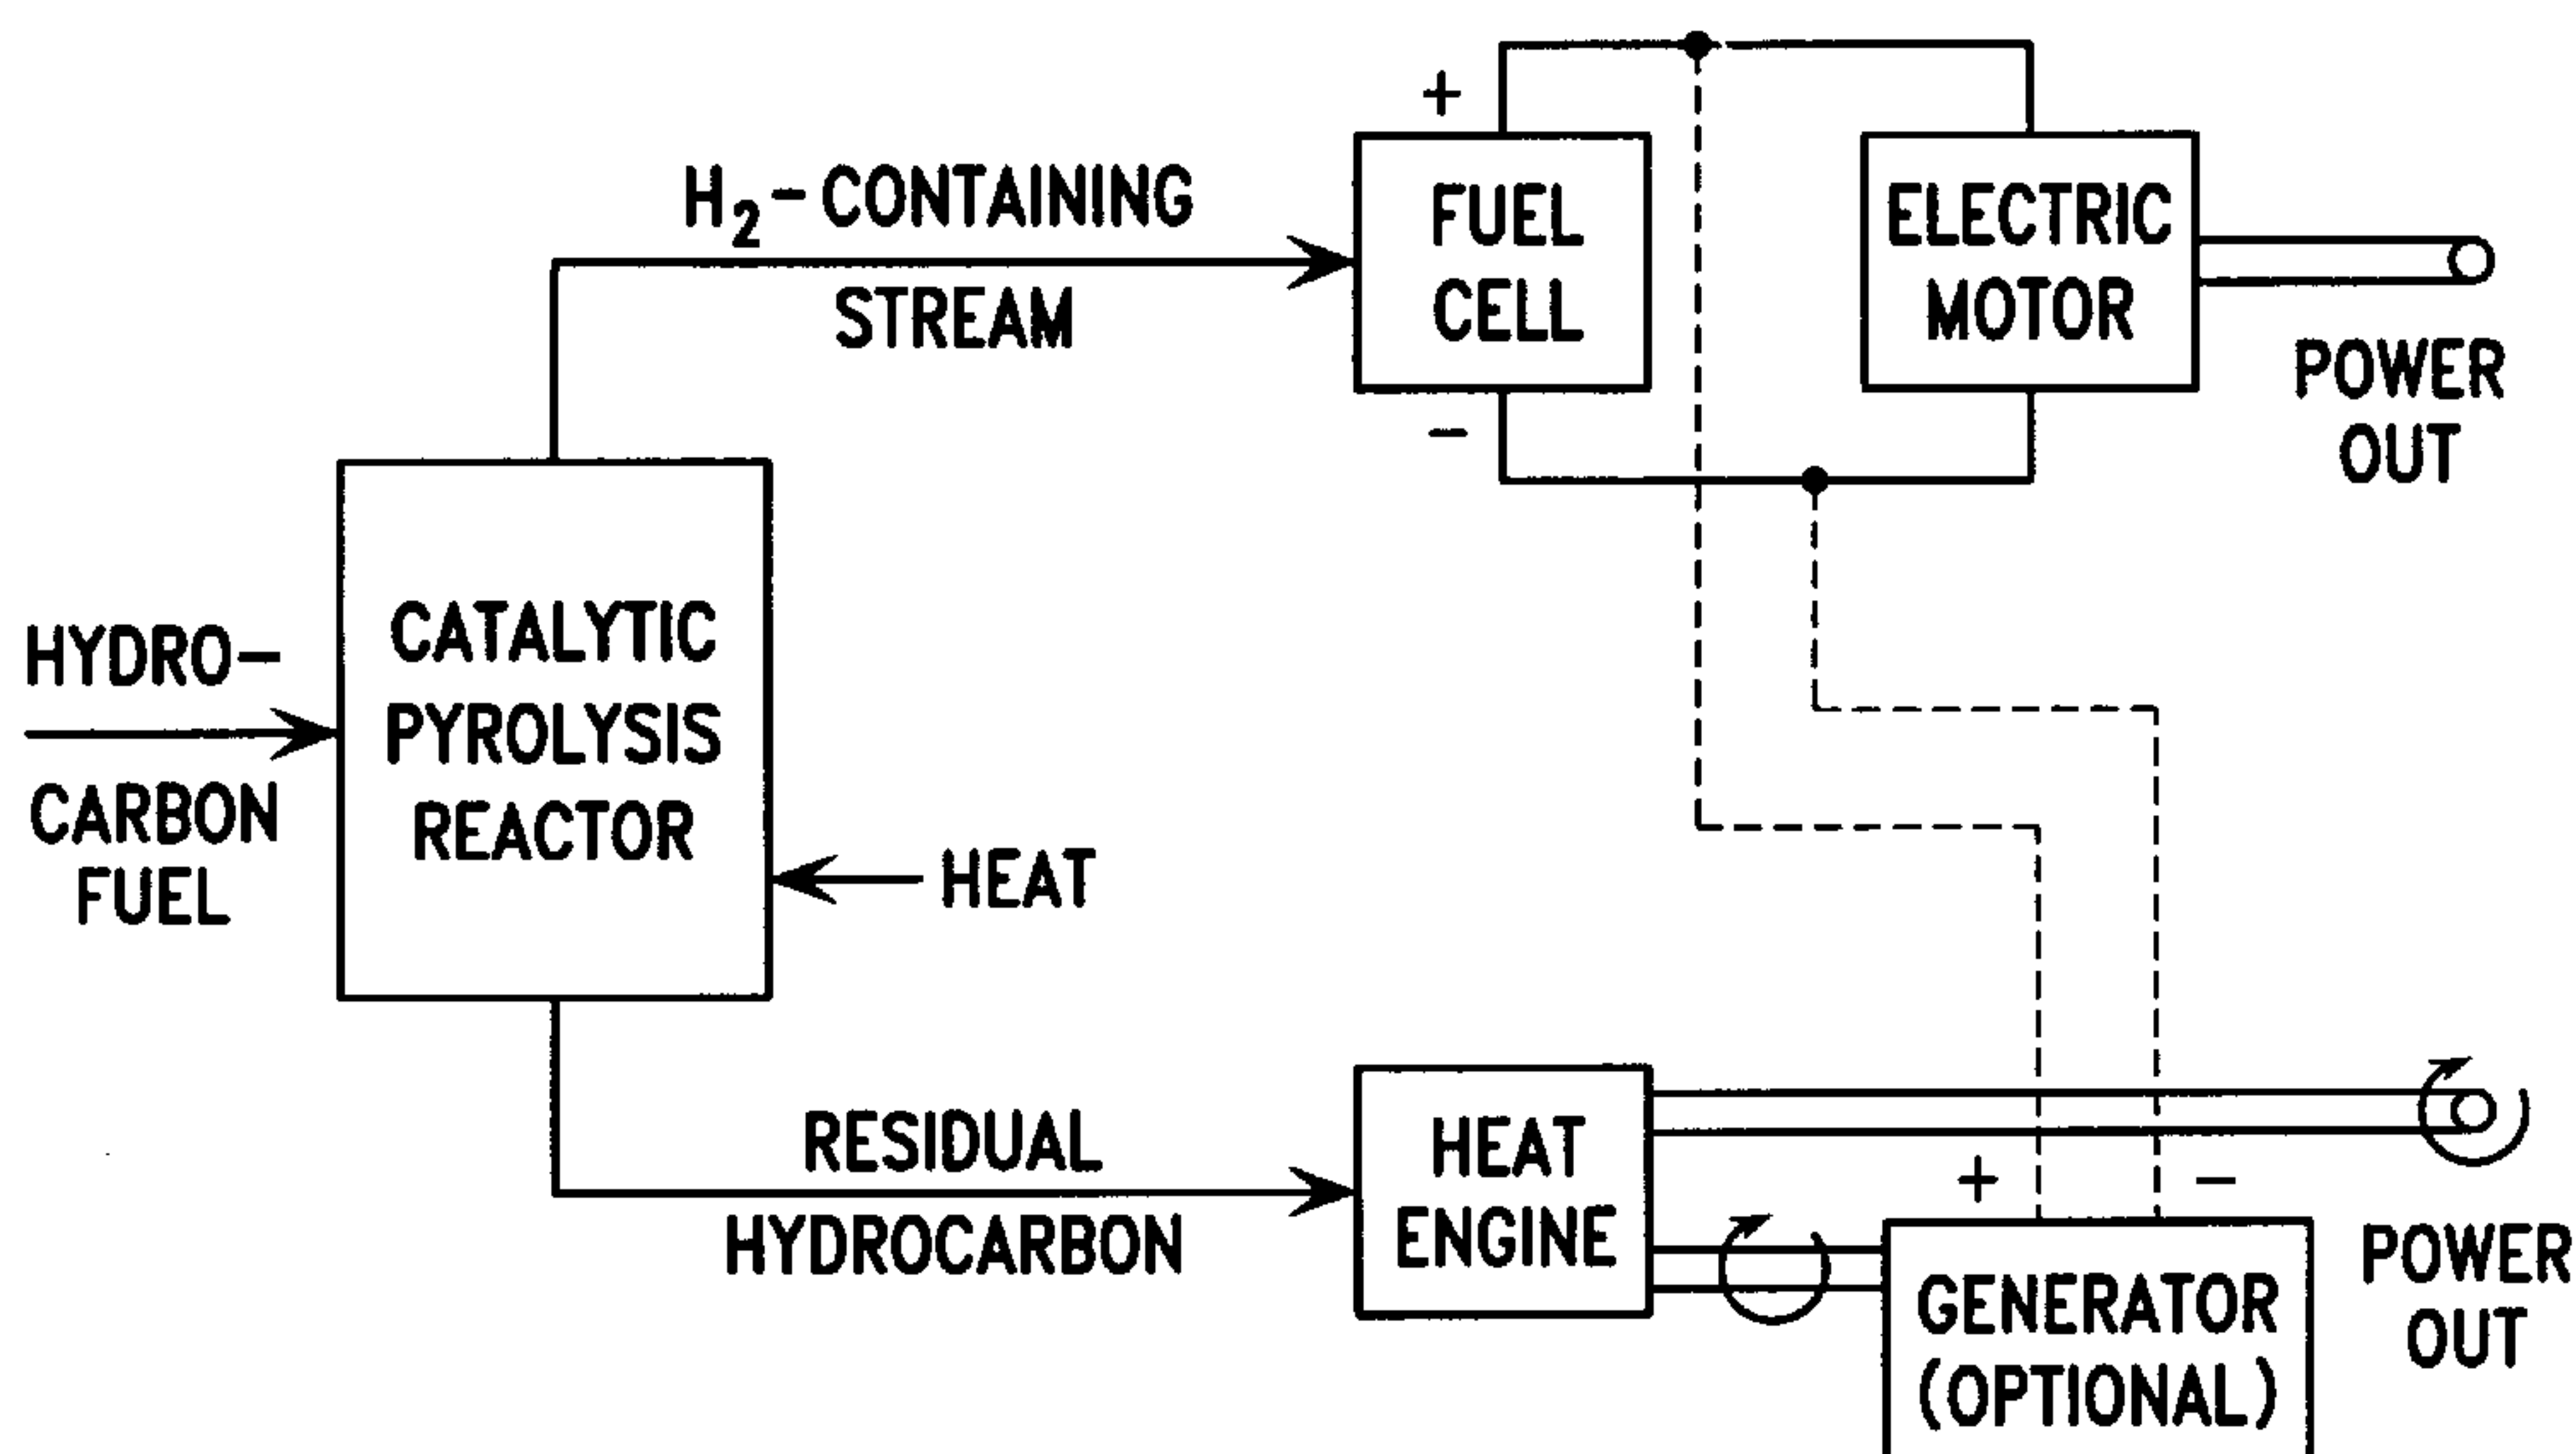 H2-CONTAINING
STREAM
+
FUEL
CELL
-
ELECTRIC
MOTOR
POWER
OUT
HYDRO-
CARBON
FUEL
CATALYTIC
PYROLYSIS
REACTOR
HEAT
RESIDUAL
HYDROCARBON
HEAT
ENGINE
+ -
GENERATOR
(OPTIONAL)
POWER
OUT